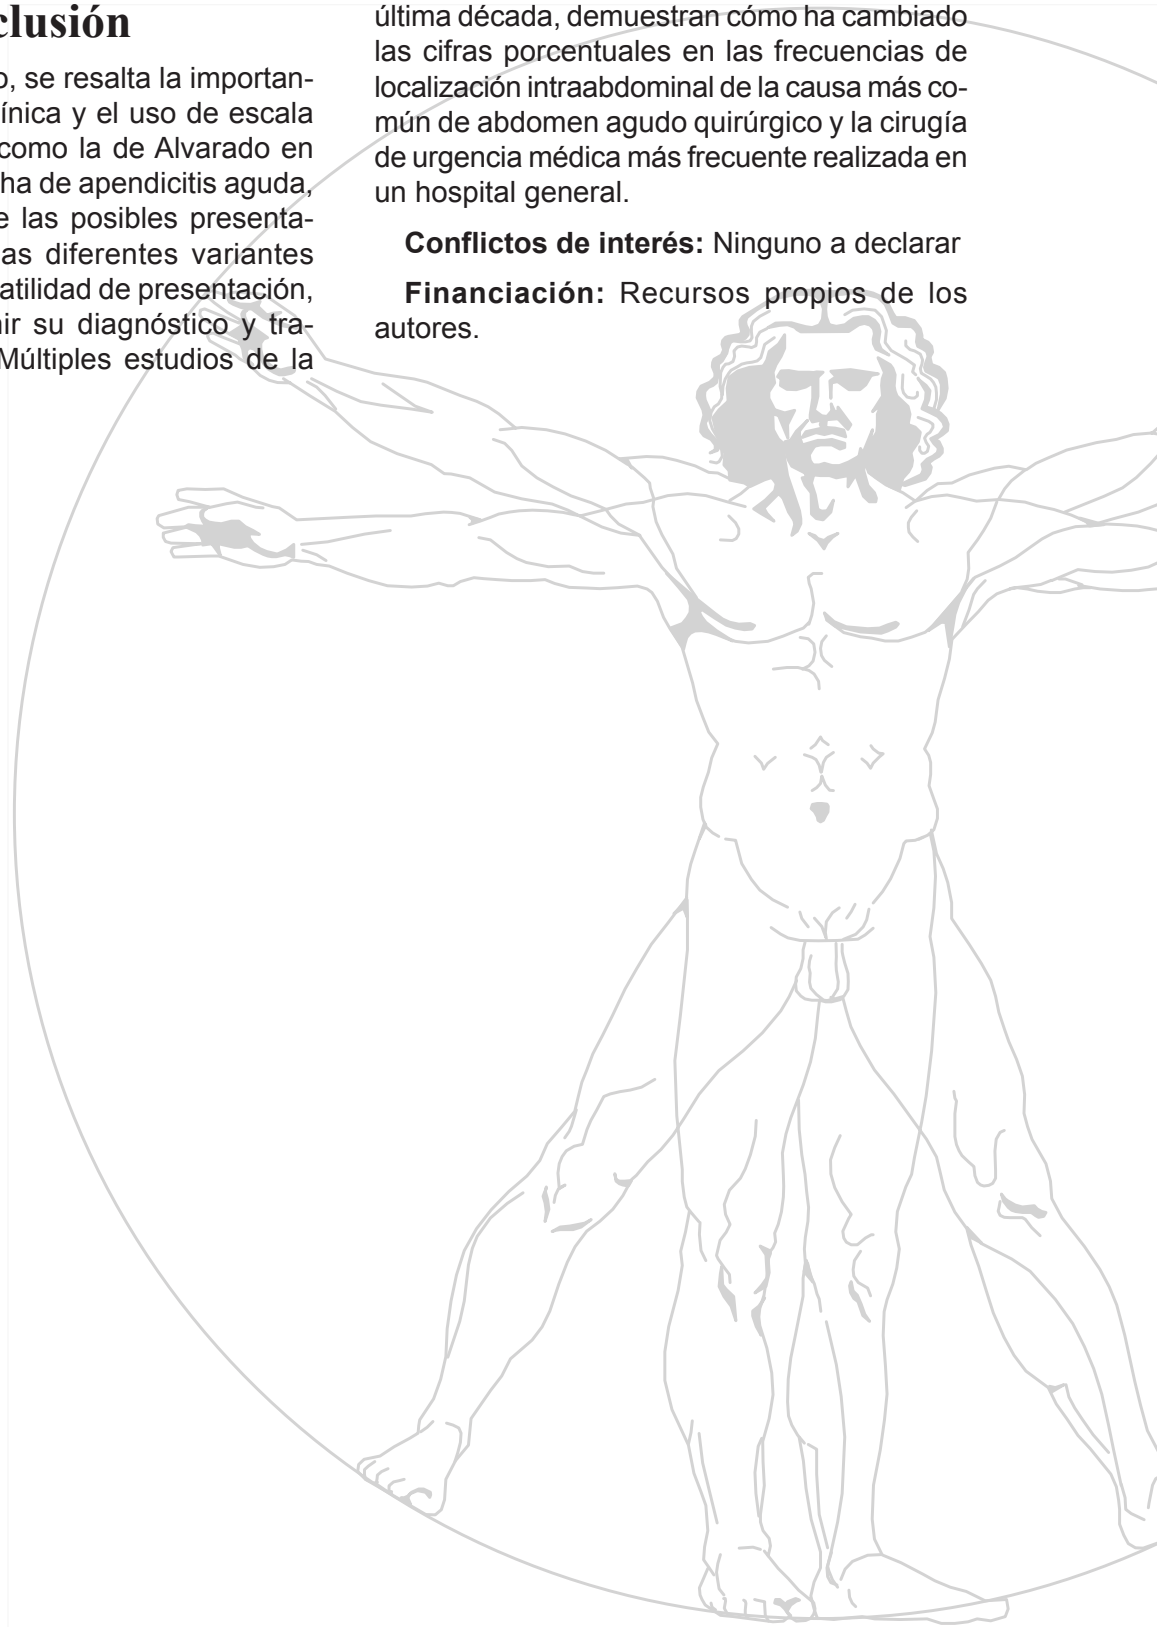 clusión
o, se resalta la importan-
ínica y el uso de escala
como la de Alvarado en
ha de apendicitis aguda,
e las posibles presenta-
as diferentes variantes
atilidad de presentación,
ir su diagnóstico y tra-
Múltiples estudios de la
última década, demuestran cómo ha cambiado
las cifras porcentuales en las frecuencias de
localización intraabdominal de la causa más co-
mún de abdomen agudo quirúrgico y la cirugía
de urgencia médica más frecuente realizada en
un hospital general.
Conflictos de interés: Ninguno a declarar
Financiación: Recursos propios de los
autores.